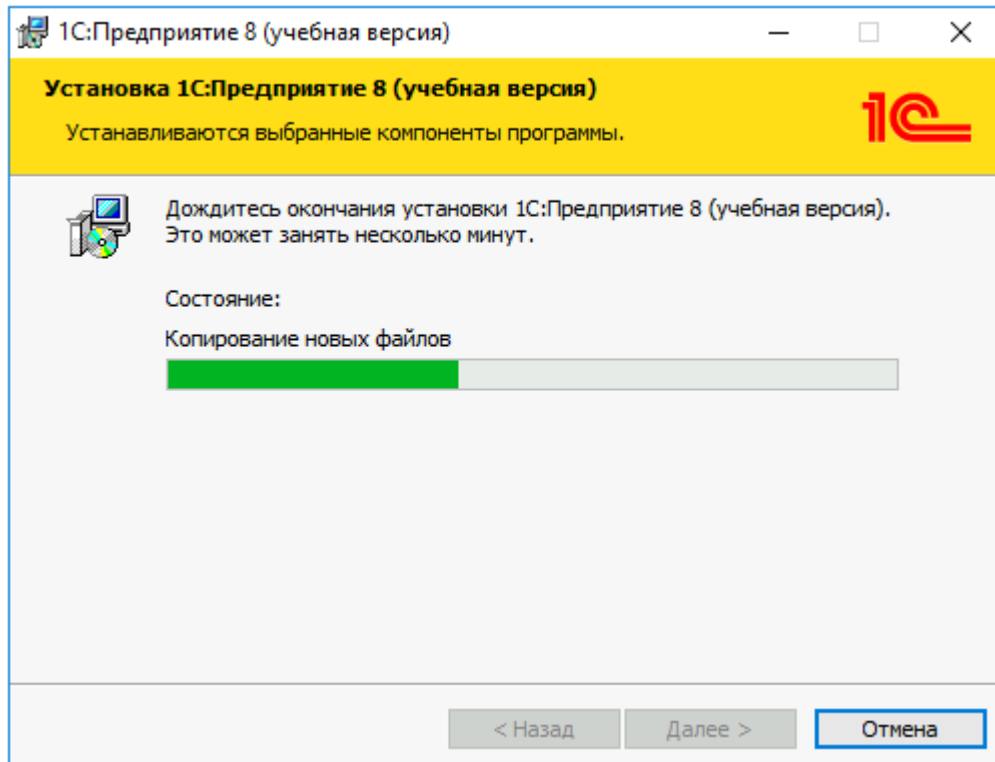 1С:Предприятие 8 (учебная версия)
Установка 1С:Предприятие 8 (учебная версия)
Устанавливаются выбранные компоненты программы.
1С
Дождитесь окончания установки 1С:Предприятие 8 (учебная версия).
Это может занять несколько минут.
Состояние:
Копирование новых файлов
< Назад
Далее >
Отмена